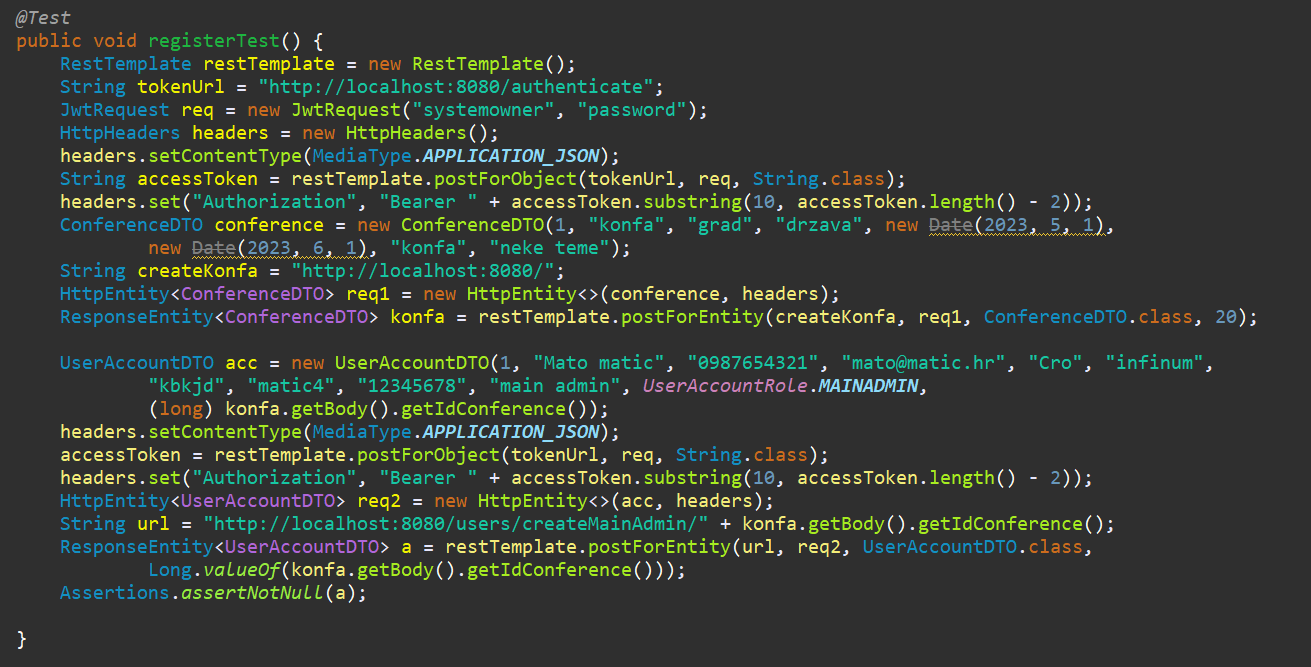 @Test
public void registerTest() {
    RestTemplate restTemplate = new RestTemplate();
    String tokenUrl = "http://localhost:8080/authenticate";
    JwtRequest req = new JwtRequest("systemowner", "password");
    HttpHeaders headers = new HttpHeaders();
    headers.setContentType(MediaType.APPLICATION_JSON);
    String accessToken = restTemplate.postForObject(tokenUrl, req, String.class);
    headers.set("Authorization", "Bearer " + accessToken.substring(10, accessToken.length() - 2));
    ConferenceDTO conference = new ConferenceDTO(1, "konfa", "grad", "drzava", new Date(2023, 5, 1),
            new Date(2023, 6, 1), "konfa", "neke teme");
    String createKonfa = "http://localhost:8080/";
    HttpEntity<ConferenceDTO> req1 = new HttpEntity<>(conference, headers);
    ResponseEntity<ConferenceDTO> konfa = restTemplate.postForEntity(createKonfa, req1, ConferenceDTO.class, 20);

    UserAccountDTO acc = new UserAccountDTO(1, "Mato matic", "0987654321", "mato@matic.hr", "Cro", "infinum",
            "kbkjd", "matic4", "12345678", "main admin", UserAccountRole.MAINADMIN,
            (long) konfa.getBody().getIdConference());
    headers.setContentType(MediaType.APPLICATION_JSON);
    accessToken = restTemplate.postForObject(tokenUrl, req, String.class);
    headers.set("Authorization", "Bearer " + accessToken.substring(10, accessToken.length() - 2));
    HttpEntity<UserAccountDTO> req2 = new HttpEntity<>(acc, headers);
    String url = "http://localhost:8080/users/createMainAdmin/" + konfa.getBody().getIdConference();
    ResponseEntity<UserAccountDTO> a = restTemplate.postForEntity(url, req2, UserAccountDTO.class,
            Long.valueOf(konfa.getBody().getIdConference()));
    Assertions.assertNotNull(a);

}